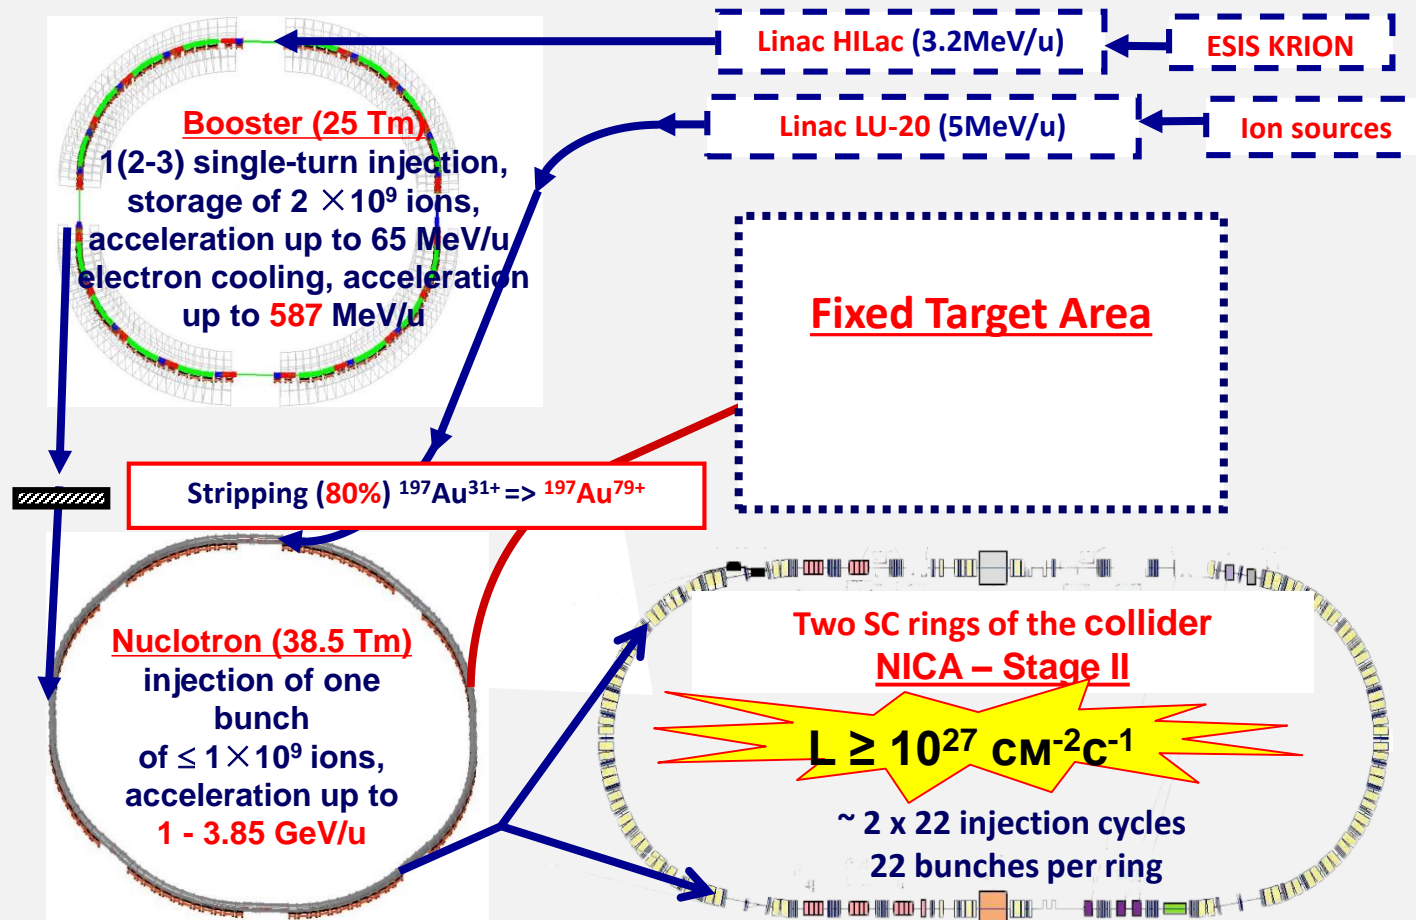 Linac HILac (3.2MeV/u)
ESIS KRION
Linac LU-20 (5MeV/u)
Ion sources
Booster (25 Tm)
1(2-3) single-turn injection,
storage of 2 ×10⁹ ions,
acceleration up to 65 MeV/u
electron cooling, acceleration
up to 587 MeV/u
Fixed Target Area
Stripping (80%) ¹⁹⁷Au³¹⁺ => ¹⁹⁷Au⁷⁹⁺
Nuclotron (38.5 Tm)
injection of one
bunch
of ≤ 1×10⁹ ions,
acceleration up to
1 - 3.85 GeV/u
Two SC rings of the collider
NICA – Stage II
L ≥ 10²⁷ см⁻²с⁻¹
~ 2 x 22 injection cycles
22 bunches per ring